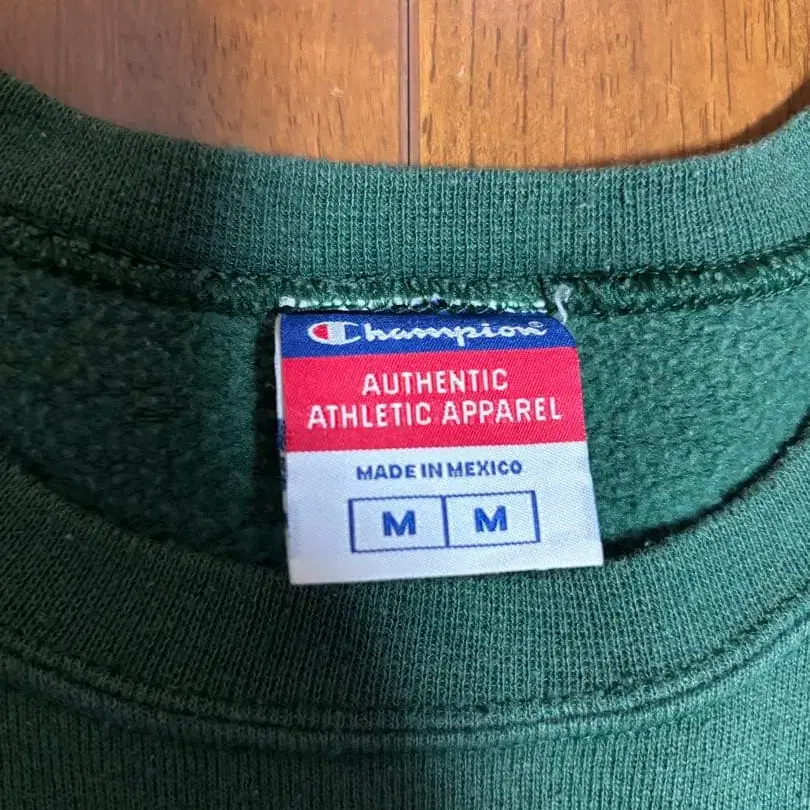 Champion
AUTHENTIC
ATHLETIC APPAREL
MADE IN MEXICO
M M